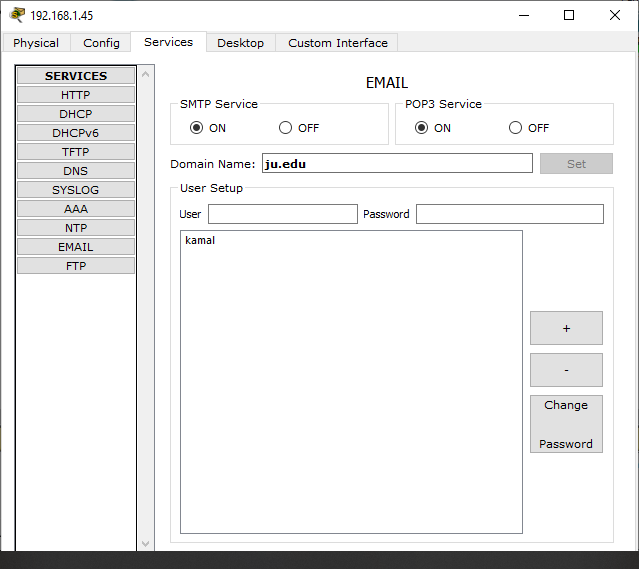 192.168.1.45
Physical Config Services Desktop Custom Interface
SERVICES
HTTP
DHCP
DHCPv6
TFTP
DNS
SYSLOG
AAA
NTP
EMAIL
FTP
EMAIL
SMTP Service POP3 Service
ON OFF ON OFF
Domain Name: ju.edu Set
User Setup
User Password
kamal
+
-
Change
Password